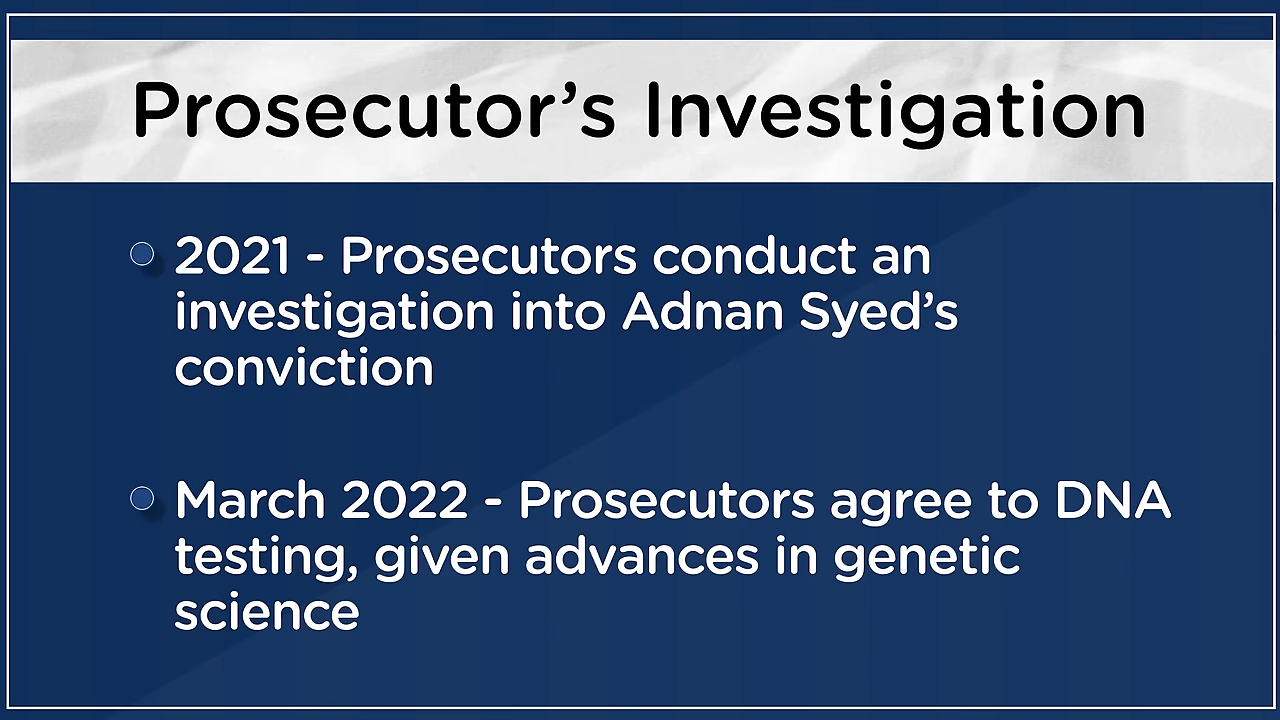 Prosecutor’s Investigation
2021 - Prosecutors conduct an
investigation into Adnan Syed’s
conviction
March 2022 - Prosecutors agree to DNA
testing, given advances in genetic
science